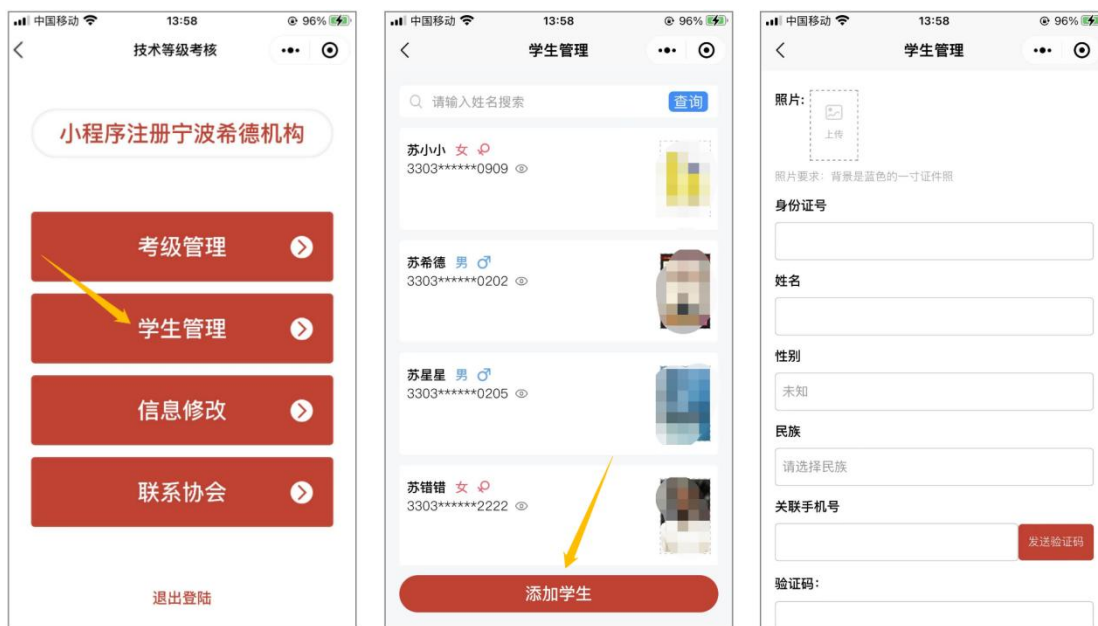 中国移动 13:58 96%
技术等级考核
小程序注册宁波希德机构
考级管理
学生管理
信息修改
联系协会
退出登陆
中国移动 13:58 96%
学生管理
请输入姓名搜索 查询
苏小小 女
3303******0909
苏希德 男
3303******0202
苏星星 男
3303******0205
苏错错 女
3303******2222
添加学生
中国移动 13:58 96%
学生管理
照片:
上传
照片要求：背景是蓝色的一寸证件照
身份证号
姓名
性别
未知
民族
请选择民族
关联手机号
发送验证码
验证码：